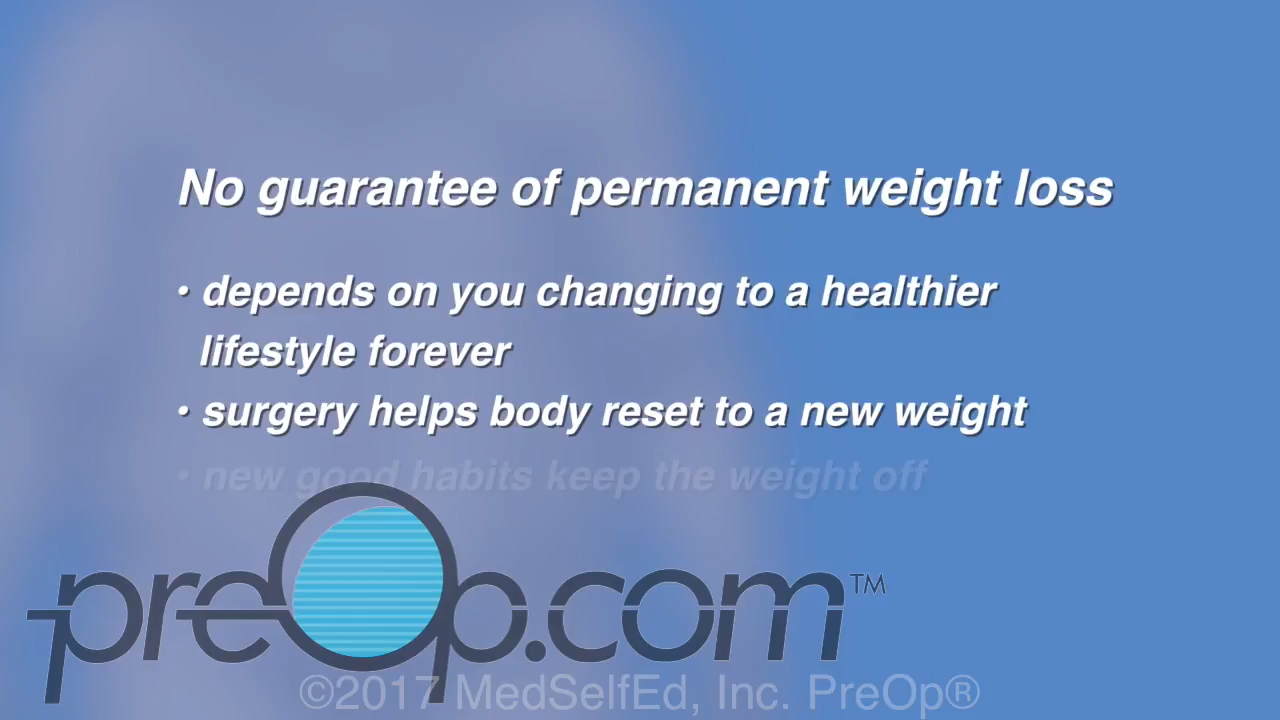 No guarantee of permanent weight loss
• depends on you changing to a healthier
lifestyle forever
• surgery helps body reset to a new weight
• new good habits keep the weight off
preOp.com™
©2017 MedSelfEd, Inc. PreOp®